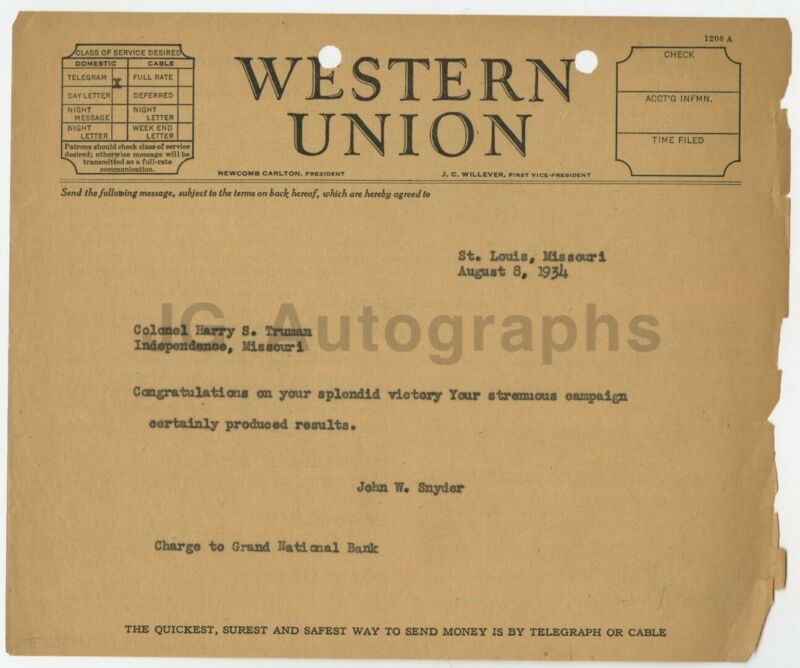 1206 A
CLASS OF SERVICE DESIRED
DOMESTIC CABLE
TELEGRAM X FULL RATE
DAY LETTER DEFERRED
NIGHT MESSAGE NIGHT LETTER
NIGHT LETTER WEEK END LETTER
Patrons should check class of service
desired; otherwise message will be
transmitted as a full-rate
communication.
WESTERN
UNION
NEWCOMB CARLTON, PRESIDENT J. C. WILLEVER, FIRST VICE-PRESIDENT
CHECK
ACCT'G INFMN.
TIME FILED
Send the following message, subject to the terms on back hereof, which are hereby agreed to
St. Louis, Missouri
August 8, 1934
JG Autographs
Colonel Harry S. Truman
Independence, Missouri
Congratulations on your splendid victory Your strenuous campaign
certainly produced results.
John W. Snyder
Charge to Grand National Bank
THE QUICKEST, SUREST AND SAFEST WAY TO SEND MONEY IS BY TELEGRAPH OR CABLE